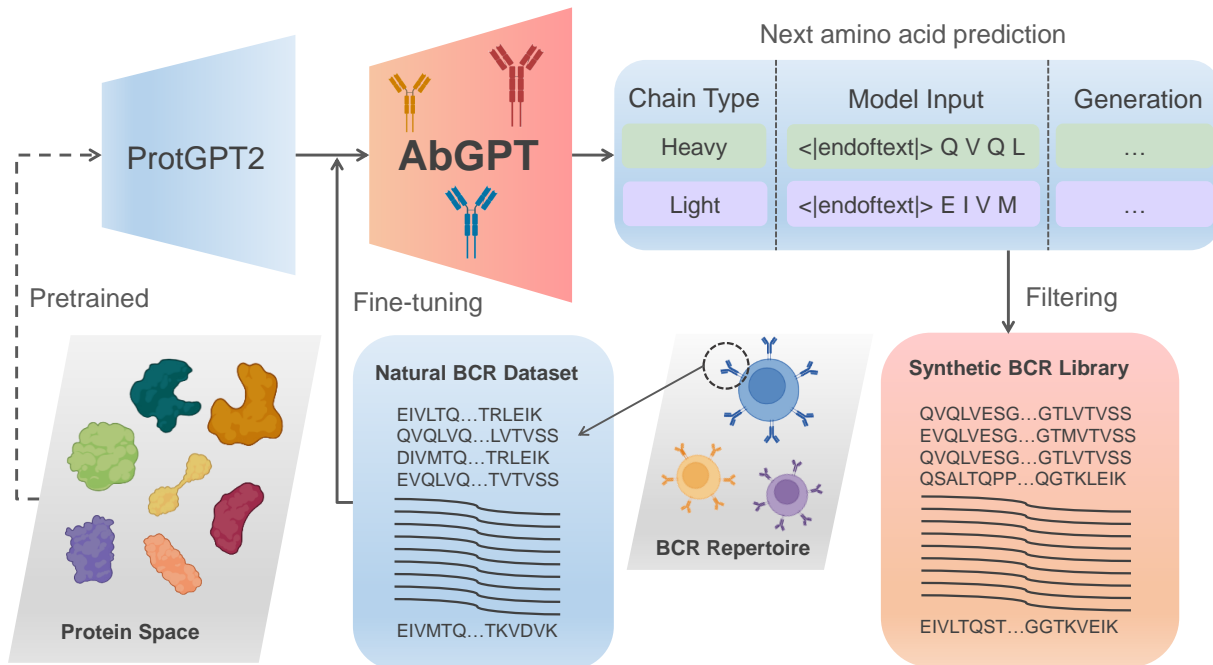 Next amino acid prediction
ProtGPT2
AbGPT
Chain Type Model Input Generation
Heavy <|endoftext|> Q V Q L …
Light <|endoftext|> E I V M …
Pretrained
Fine-tuning
Filtering
Protein Space
Natural BCR Dataset
EIVLTQ...TRLEIK
QVQLVQ...LVTVSS
DIVMTQ...TRLEIK
EVQLVQ...TVTVSS
EIVMTQ...TKVDVK
BCR Repertoire
Synthetic BCR Library
QVQLVESG...GTLVTVSS
EVQLVESG...GTMVTVSS
QVQLVESG...GTLVTVSS
QSALTQPP...QGTKLEIK
EIVLTQST...GGTKVEIK